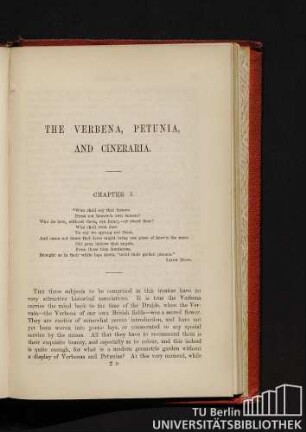 THE VERBENA, PETUNIA,
AND CINERARIA.
CHAPTER I.
"Who shall say that flowers
Dress not heaven's own bowers?
Who its love, without them, can fancy,—or sweet floor?
Who shall even dare
To say we sprang not there,
And came not down that Love might bring one piece of heav'n the more?
Oh! pray believe that angels
From those blue dominions,
Brought us in their white laps down, 'twixt their golden pinions."
LEIGH HUNT.
THE three subjects to be comprised in this treatise have no
very attractive historical associations. It is true the Verbena
carries the mind back to the time of the Druids, when the Ver-
vain—the Verbena of our own British fields—was a sacred flower.
They are exotics of somewhat recent introduction, and have not
yet been woven into poesy's lays, or consecrated to any special
service by the muses. All that they have to recommend them is
their exquisite beauty, and especially as to colour, and this indeed
is quite enough, for what is a modern geometric garden without
a display of Verbenas and Petunias? At this very moment, while
TU Berlin
UNIVERSITÄTSBIBLIOTHEK